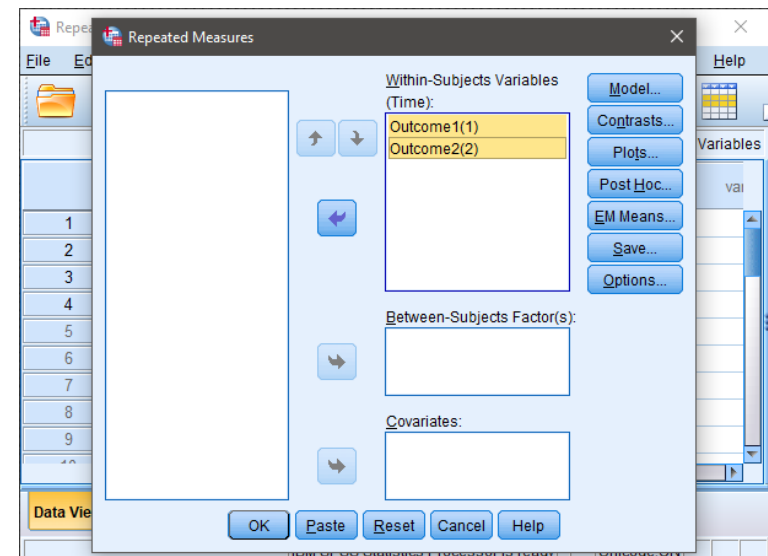 Repea
Repeated Measures
File Ed
Help
Within-Subjects Variables
(Time):
Outcome1(1)
Outcome2(2)
Model...
Contrasts...
Plots...
Post Hoc...
EM Means...
Save...
Options...
Variables
var
1
2
3
4
5
6
7
8
9
Between-Subjects Factor(s):
Covariates:
Data Vie
OK Paste Reset Cancel Help